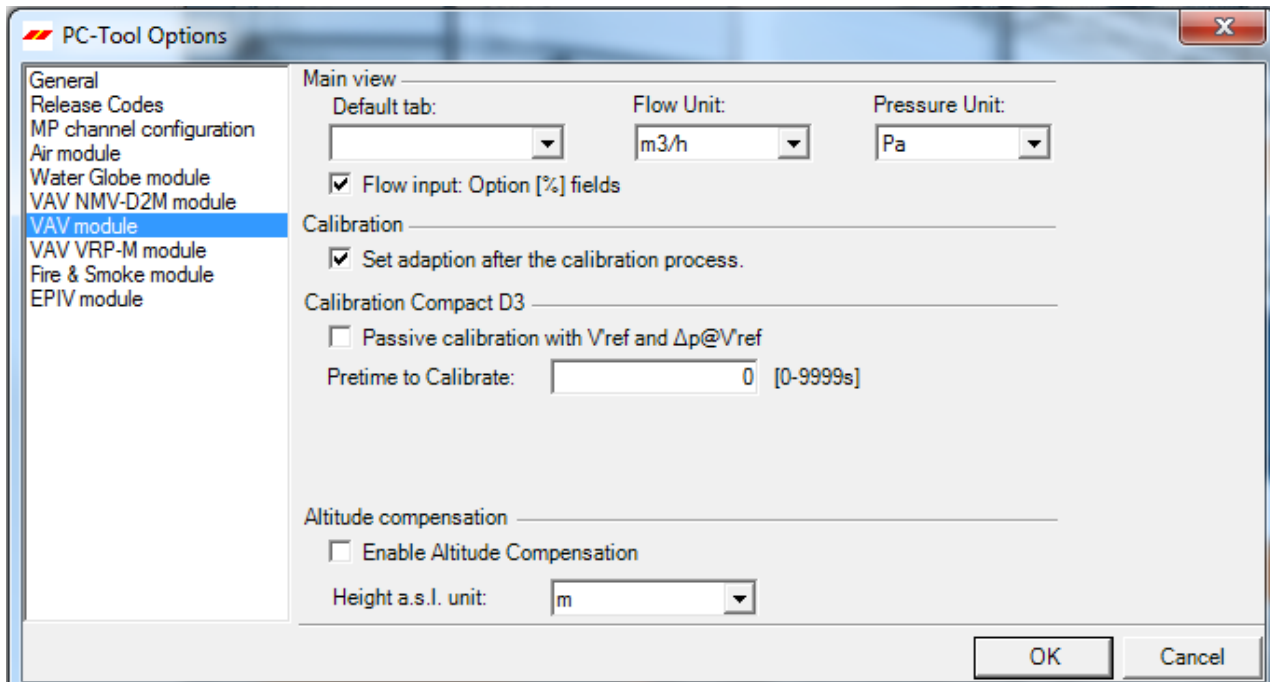 PC-Tool Options
General
Release Codes
MP channel configuration
Air module
Water Globe module
VAV NMV-D2M module
VAV module
VAV VRP-M module
Fire & Smoke module
EPIV module
Main view
Default tab: Flow Unit: Pressure Unit:
m3/h Pa
Flow input: Option [%] fields
Calibration
Set adaption after the calibration process.
Calibration Compact D3
Passive calibration with V'ref and Δp@V'ref
Pretime to Calibrate: 0 [0-9999s]
Altitude compensation
Enable Altitude Compensation
Height a.s.l. unit: m
OK Cancel